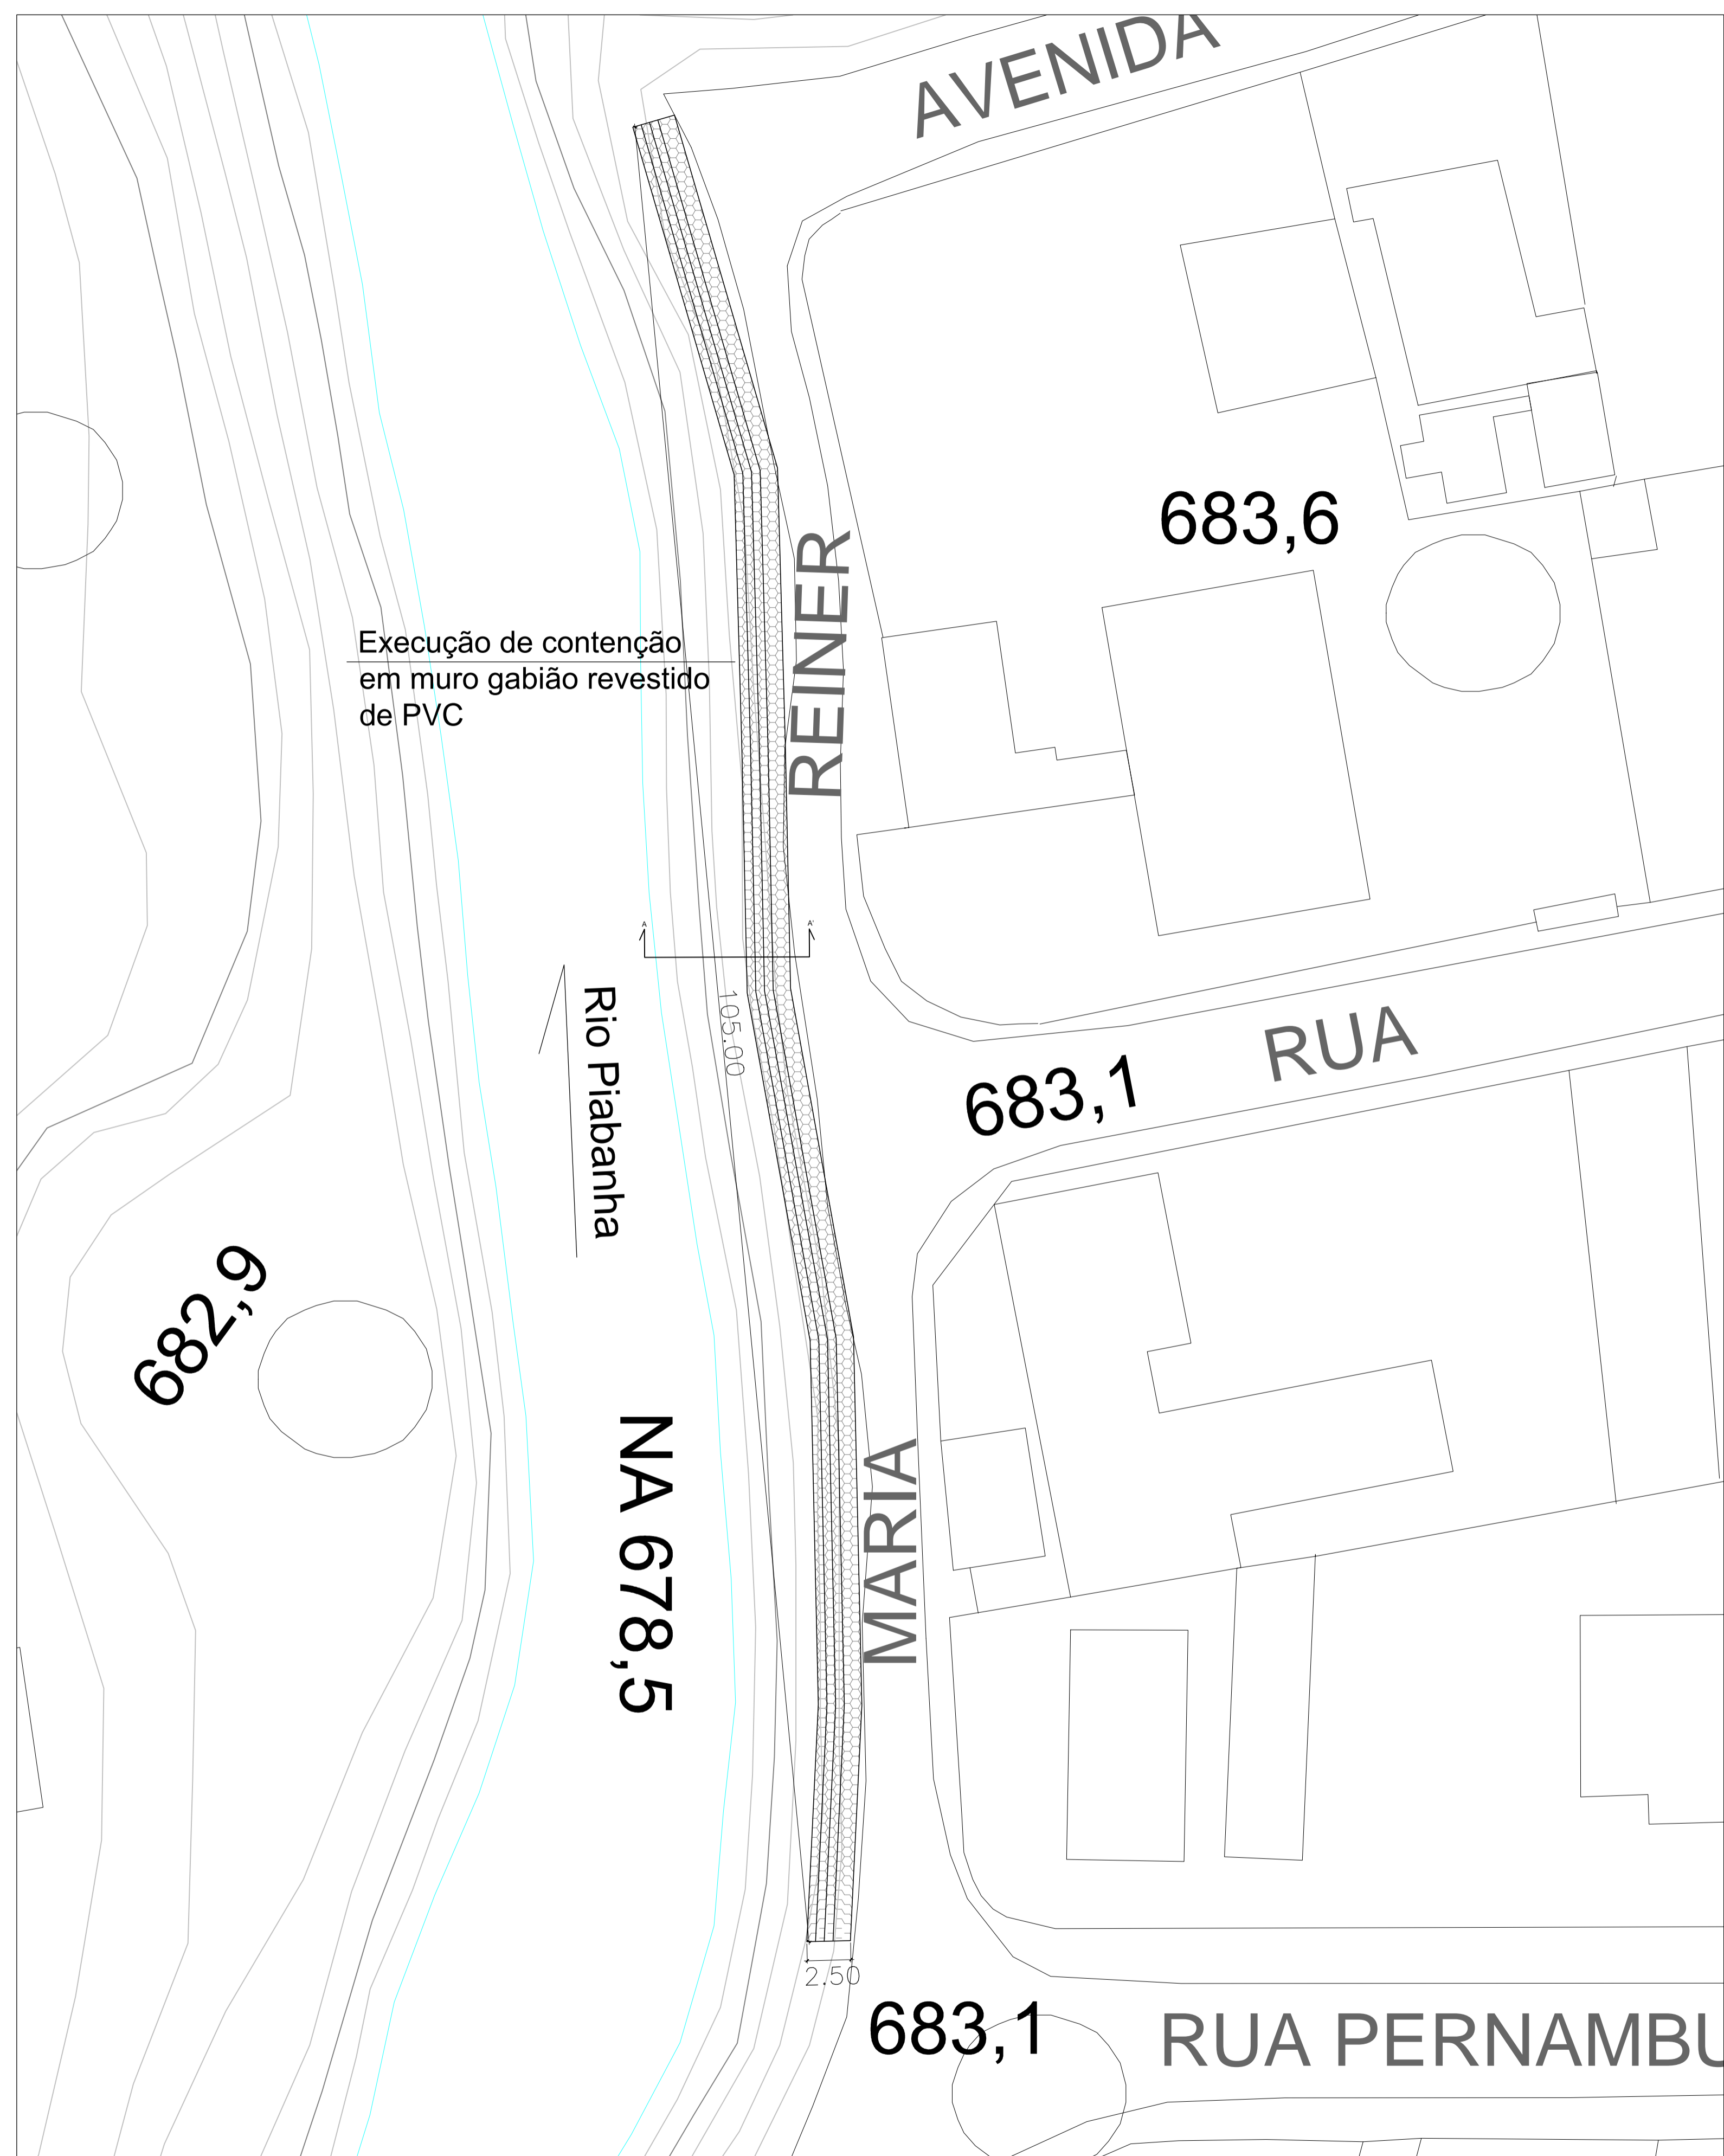 AVENIDA
683,6
REINER
Execução de contenção
em muro gabião revestido
de PVC
A
A'
105.00
Rio Piabanha
RUA
683,1
682,9
NA 678,5
MARIA
2.50
683,1
RUA PERNAMBU